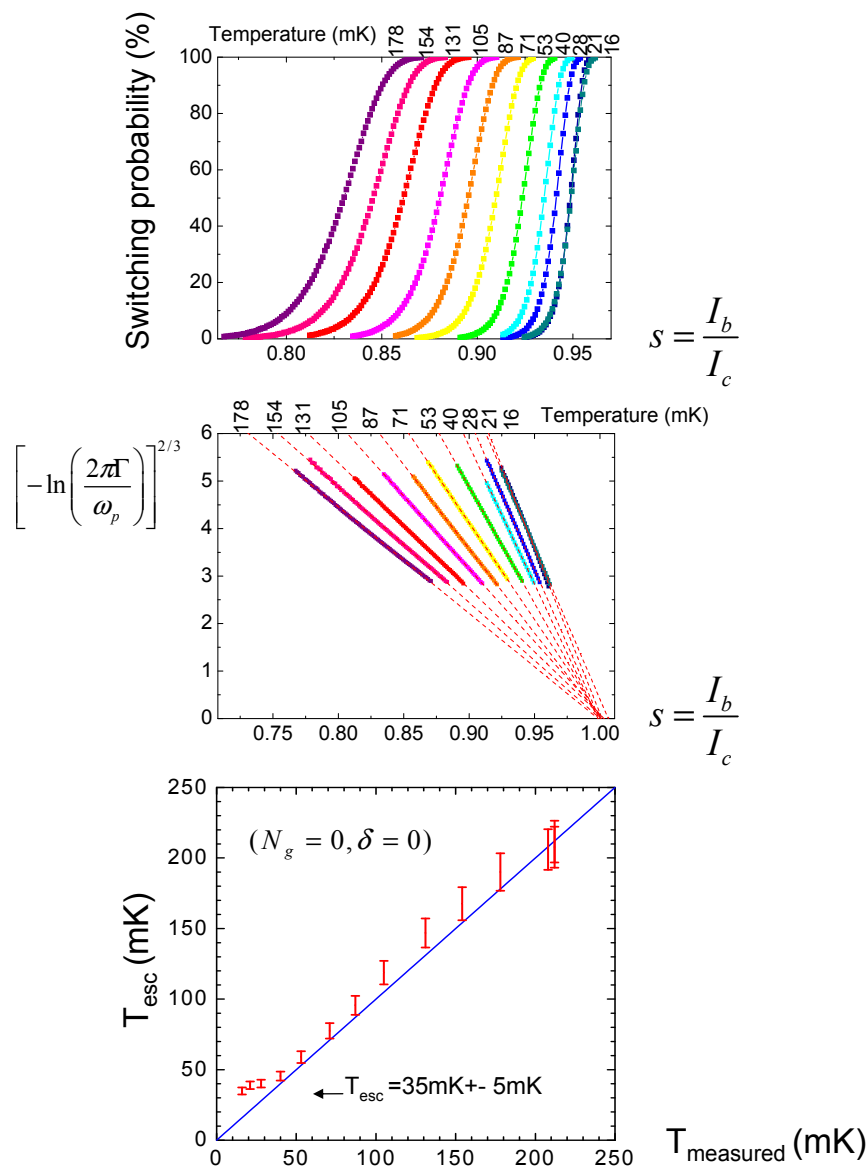 Temperature (mK) 178 154 131 105 87 71 53 40 28 21 16
Switching probability (%)
100
80
60
40
20
0
0.80 0.85 0.90 0.95
s = I_b / I_c
178 154 131 105 87 71 53 40 28 21 16 Temperature (mK)
[-ln(2πΓ/ω_p)]^{2/3}
6
5
4
3
2
1
0
0.75 0.80 0.85 0.90 0.95 1.00
s = I_b / I_c
T_esc (mK)
250
200
150
100
50
0
(N_g = 0, δ = 0)
← T_esc =35mK+- 5mK
0 50 100 150 200 250
T_measured (mK)